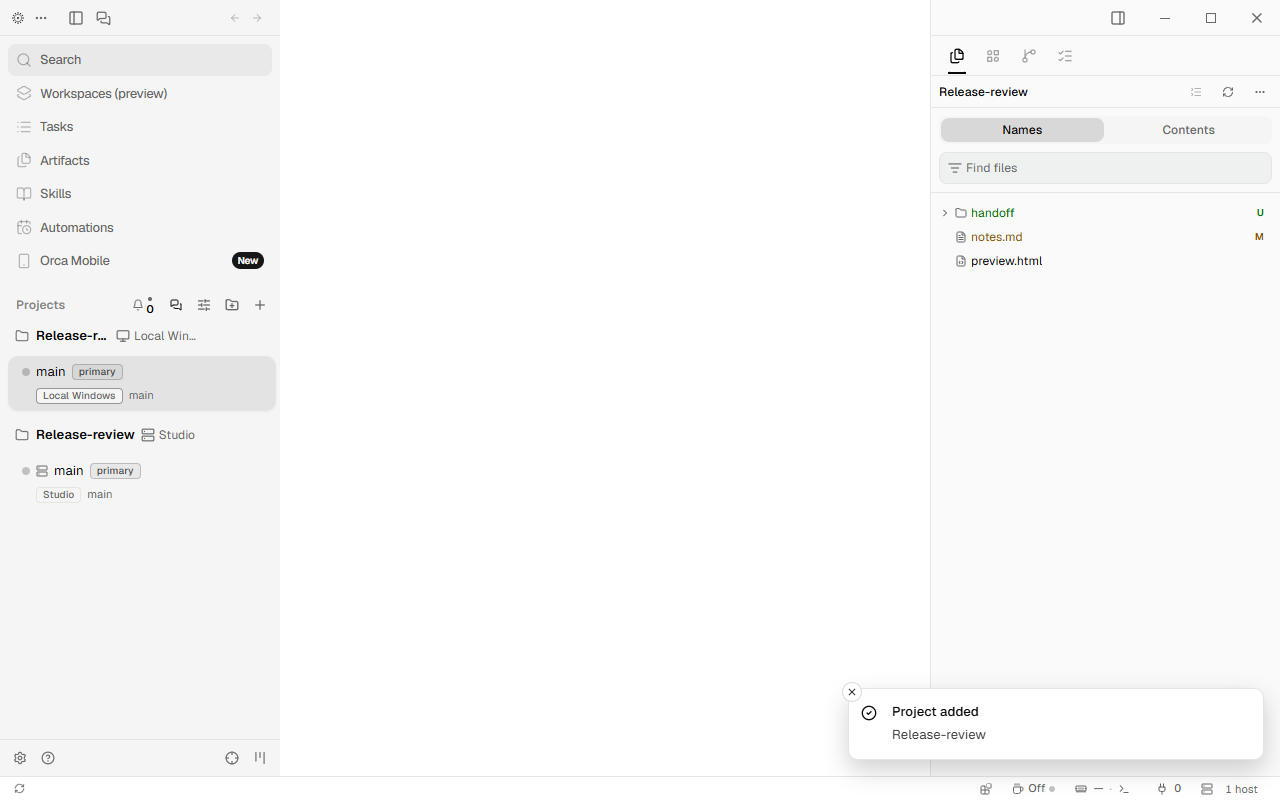 Search
Workspaces (preview)
Tasks
Artifacts
Skills
Automations
Orca Mobile New
Projects 0
Release-r... Local Win...
main primary
Local Windows main
Release-review Studio
main primary
Studio main
Release-review
Names Contents
Find files
handoff U
notes.md M
preview.html
Project added
Release-review
Off 0 1 host